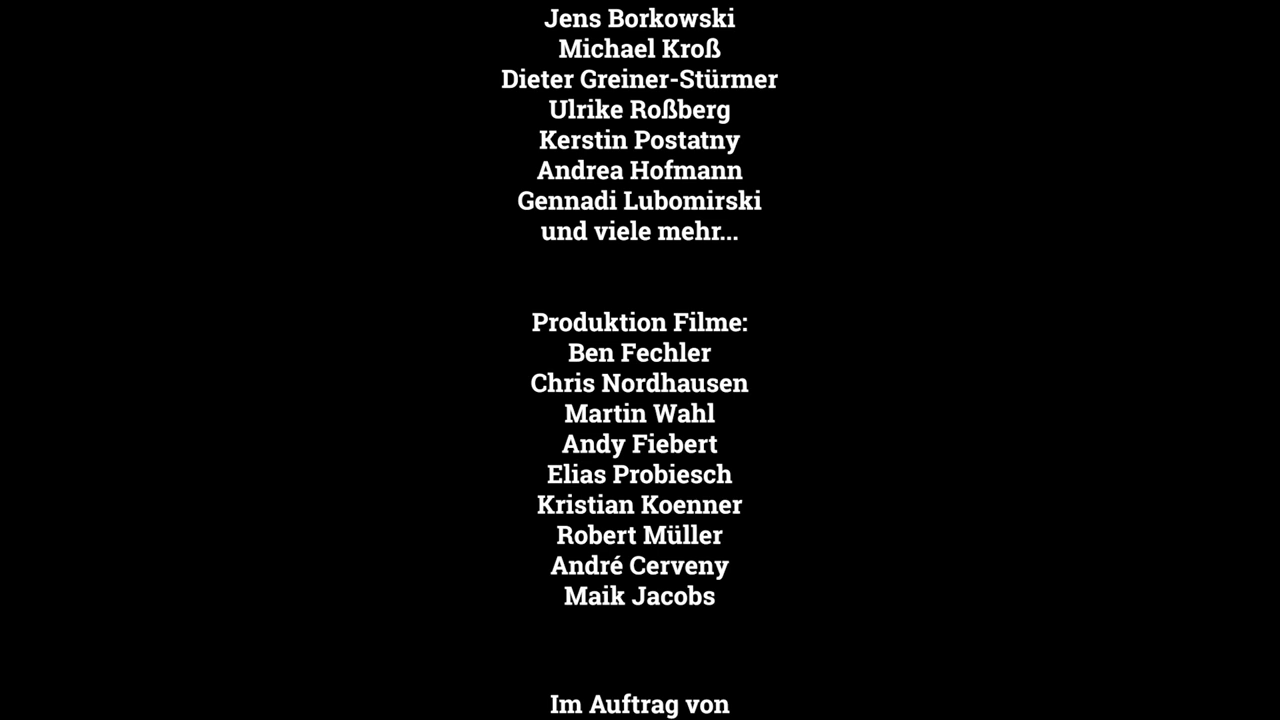 Jens Borkowski
Michael Kroß
Dieter Greiner-Stürmer
Ulrike Roßberg
Kerstin Postatny
Andrea Hofmann
Gennadi Lubomirski
und viele mehr...
Produktion Filme:
Ben Fechler
Chris Nordhausen
Martin Wahl
Andy Fiebert
Elias Probiesch
Kristian Koenner
Robert Müller
André Cerveny
Maik Jacobs
Im Auftrag von